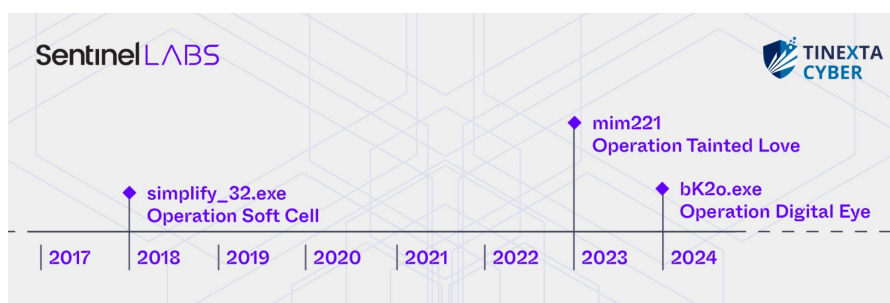 SentinelLABS
TINEXTA
CYBER
mim221
Operation Tainted Love
simplify_32.exe
Operation Soft Cell
bK2o.exe
Operation Digital Eye
2017
2018
2019
2020
2021
2022
2023
2024